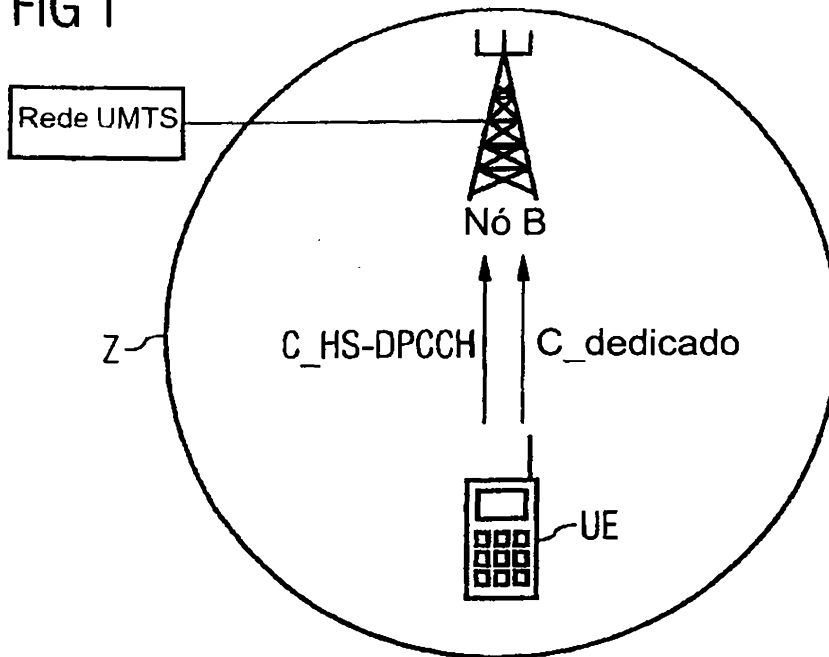 FIG 1
Rede UMTS
Nó B
Z
C_HS-DPCCH
C_dedicado
UE